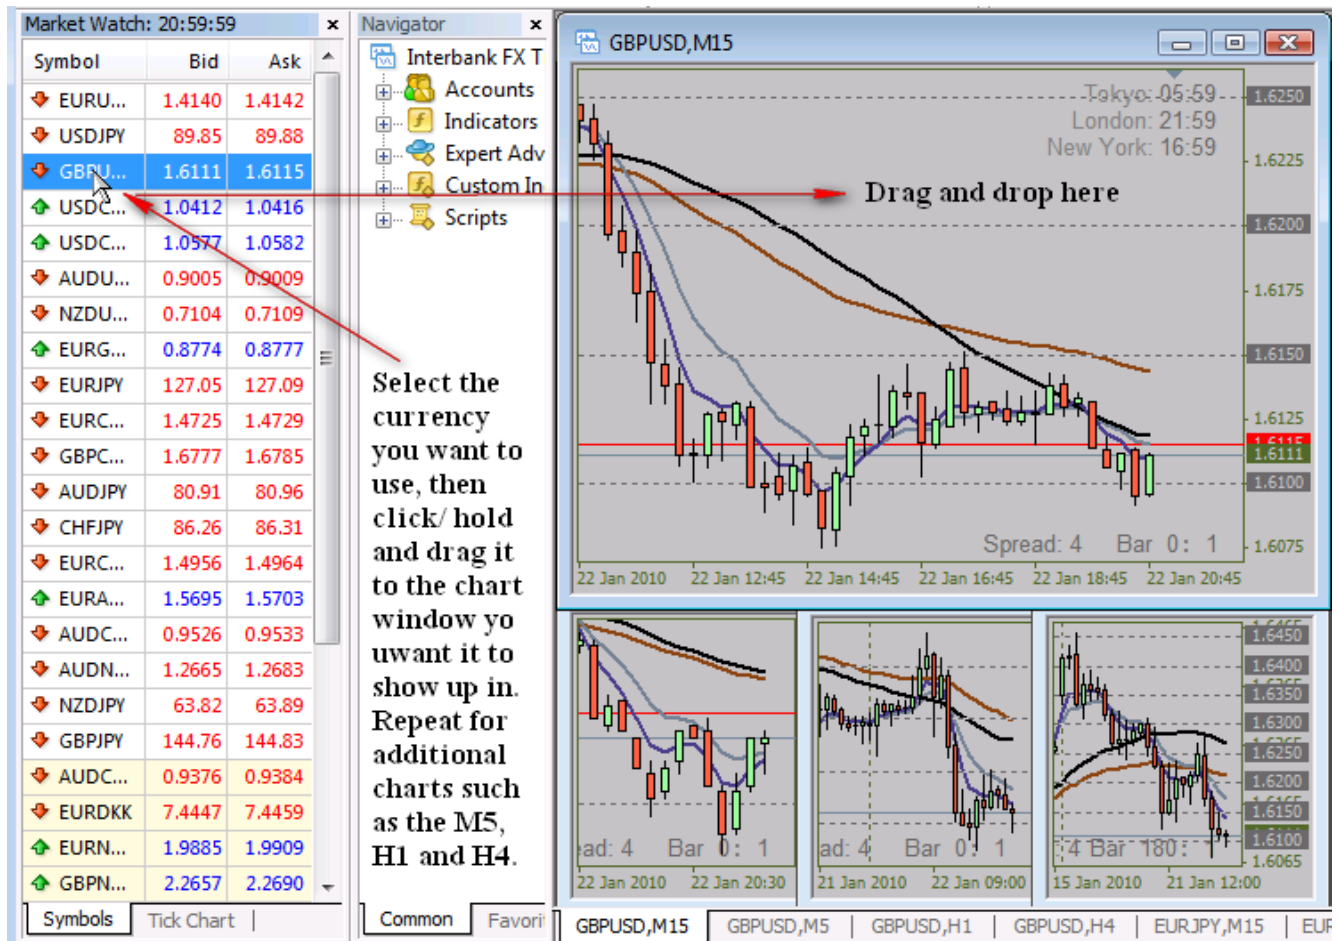 Market Watch: 20:59:59
Symbol Bid Ask
EURU... 1.4140 1.4142
USDJPY 89.85 89.88
GBPU... 1.6111 1.6115
USDC... 1.0412 1.0416
USDC... 1.0577 1.0582
AUDU... 0.9005 0.9009
NZDU... 0.7104 0.7109
EURG... 0.8774 0.8777
EURJPY 127.05 127.09
EURC... 1.4725 1.4729
GBPC... 1.6777 1.6785
AUDJPY 80.91 80.96
CHFJPY 86.26 86.31
EURC... 1.4956 1.4964
EURA... 1.5695 1.5703
AUDC... 0.9526 0.9533
AUDN... 1.2665 1.2683
NZDJPY 63.82 63.89
GBPJPY 144.76 144.83
AUDC... 0.9376 0.9384
EURDKK 7.4447 7.4459
EURN... 1.9885 1.9909
GBPN... 2.2657 2.2690
Symbols Tick Chart
Navigator
Interbank FX T
Accounts
Indicators
Expert Adv
Custom In
Scripts
Select the
currency
you want to
use, then
click/ hold
and drag it
to the chart
window yo
uwant it to
show up in.
Repeat for
additional
charts such
as the M5,
H1 and H4.
Common Favori
GBPUSD,M15
Tokyo: 05:59
London: 21:59
New York: 16:59
Drag and drop here
1.6250
1.6225
1.6200
1.6175
1.6150
1.6125
1.6115
1.6111
1.6100
1.6075
Spread: 4 Bar 0: 1
22 Jan 2010 22 Jan 12:45 22 Jan 14:45 22 Jan 16:45 22 Jan 18:45 22 Jan 20:45
ead: 4 Bar 0: 1
22 Jan 2010 22 Jan 20:30
ad: 4 Bar 0: 1
21 Jan 2010 22 Jan 09:00
1.6450
1.6400
1.6350
1.6300
1.6250
1.6200
1.6150
1.6100
1.6065
4 Bar 180:
15 Jan 2010 21 Jan 12:00
GBPUSD,M15 GBPUSD,M5 GBPUSD,H1 GBPUSD,H4 EURJPY,M15 EUR